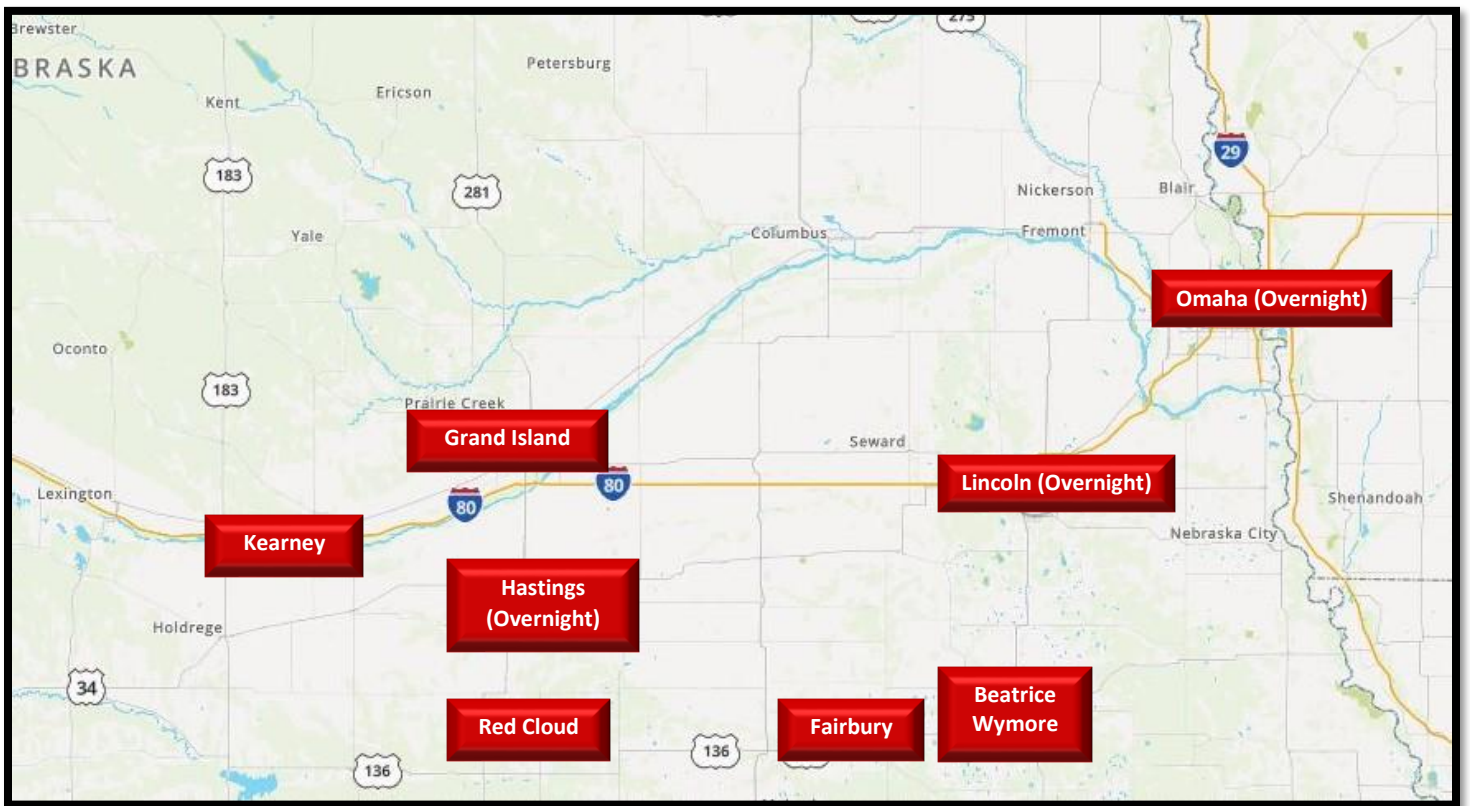 Brewster
BRASKA
Petersburg
275
Kent
Ericson
29
183
281
Nickerson
Blair
Yale
Columbus
Fremont
Omaha (Overnight)
Oconto
183
Prairie Creek
Grand Island
Seward
Lincoln (Overnight)
80
80
Lexington
Shenandoah
Kearney
Nebraska City
Hastings
(Overnight)
Holdrege
34
Red Cloud
Fairbury
Beatrice
Wymore
136
136